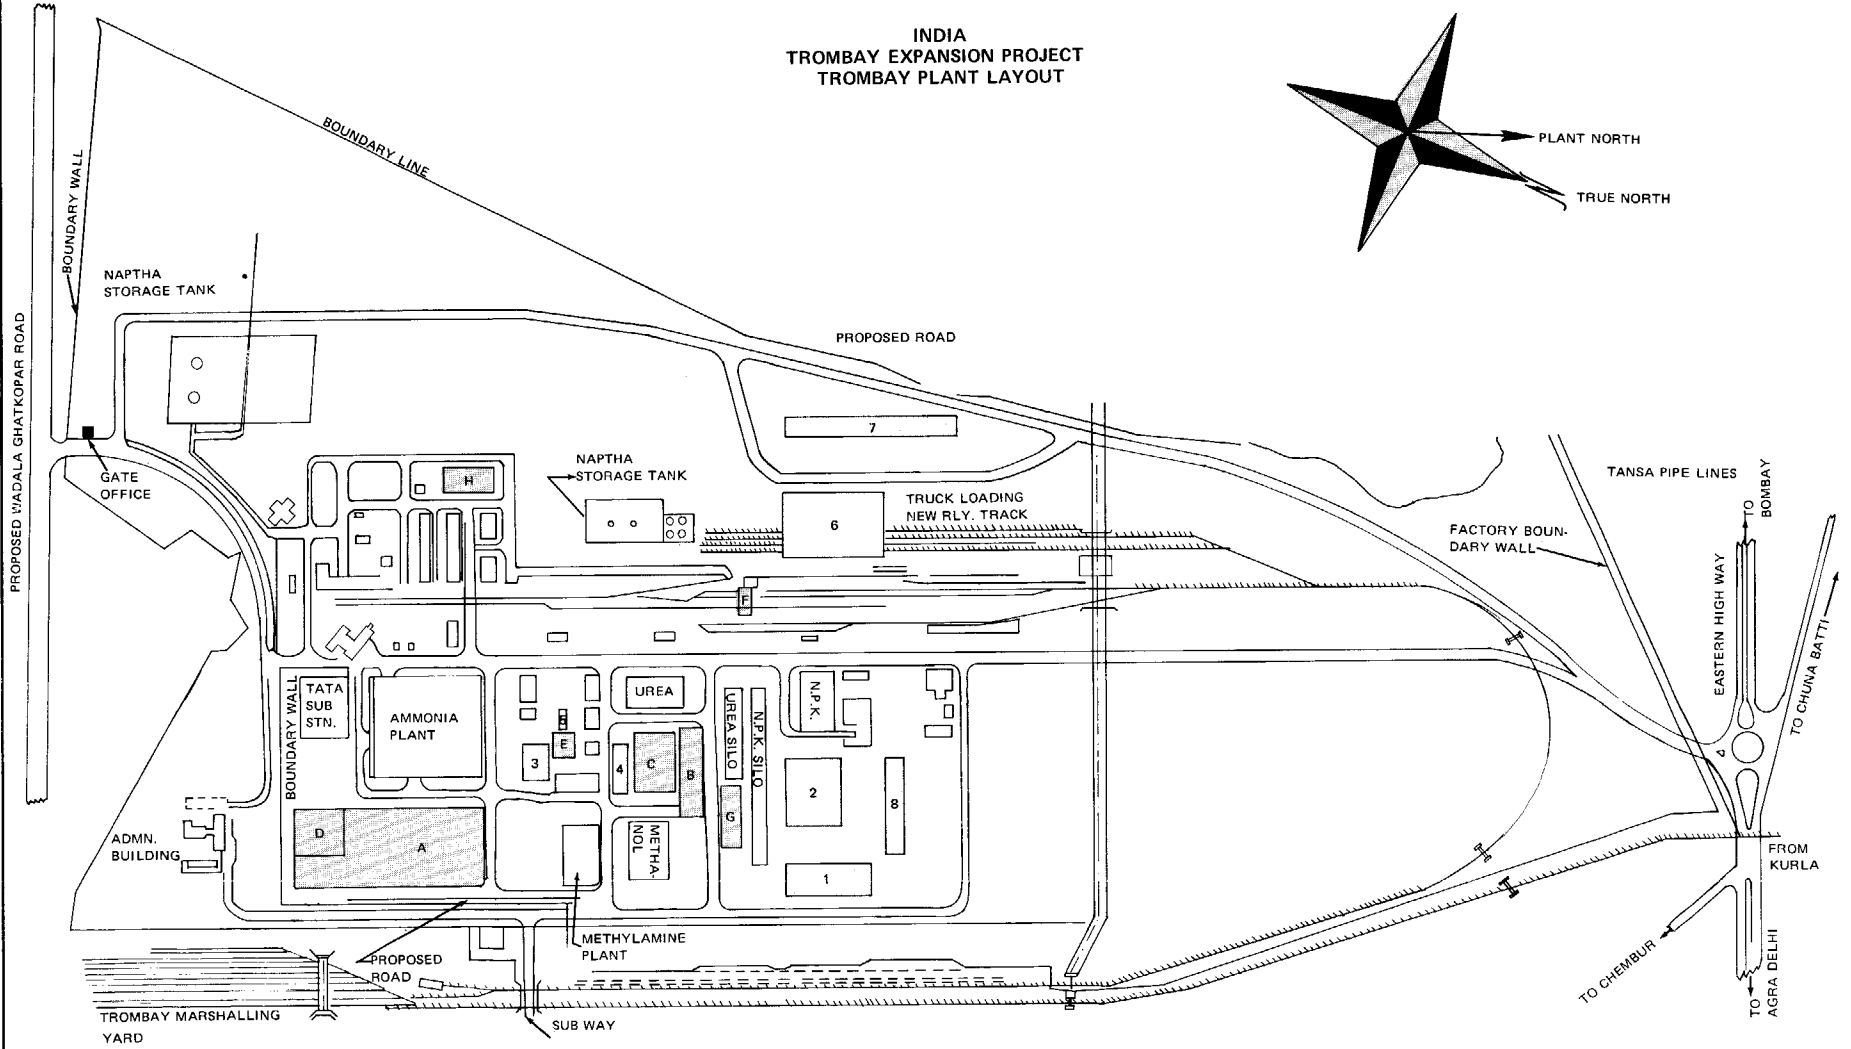 INDIA
TROMBAY EXPANSION PROJECT
TROMBAY PLANT LAYOUT
PLANT NORTH
TRUE NORTH
BOUNDARY LINE
BOUNDARY WALL
NAPTHA
STORAGE TANK
PROPOSED WADALA GHATKOPAR ROAD
PROPOSED ROAD
7
GATE
OFFICE
H
NAPTHA
STORAGE TANK
6
TRUCK LOADING
NEW RLY. TRACK
TANSA PIPE LINES
TO
BOMBAY
FACTORY BOUN-
DARY WALL
EASTERN HIGH WAY
TO CHUNA BATTI
F
BOUNDARY WALL
TATA
SUB
STN.
AMMONIA
PLANT
5
E
3
UREA
4
C
B
UREA SILO
N.P.K. SILO
G
N.P.K.
2
8
1
D
A
METHA-
NOL
ADMN.
BUILDING
FROM
KURLA
METHYLAMINE
PLANT
PROPOSED
ROAD
TO CHEMBUR
TO
AGRA DELHI
TROMBAY MARSHALLING
YARD
SUB WAY